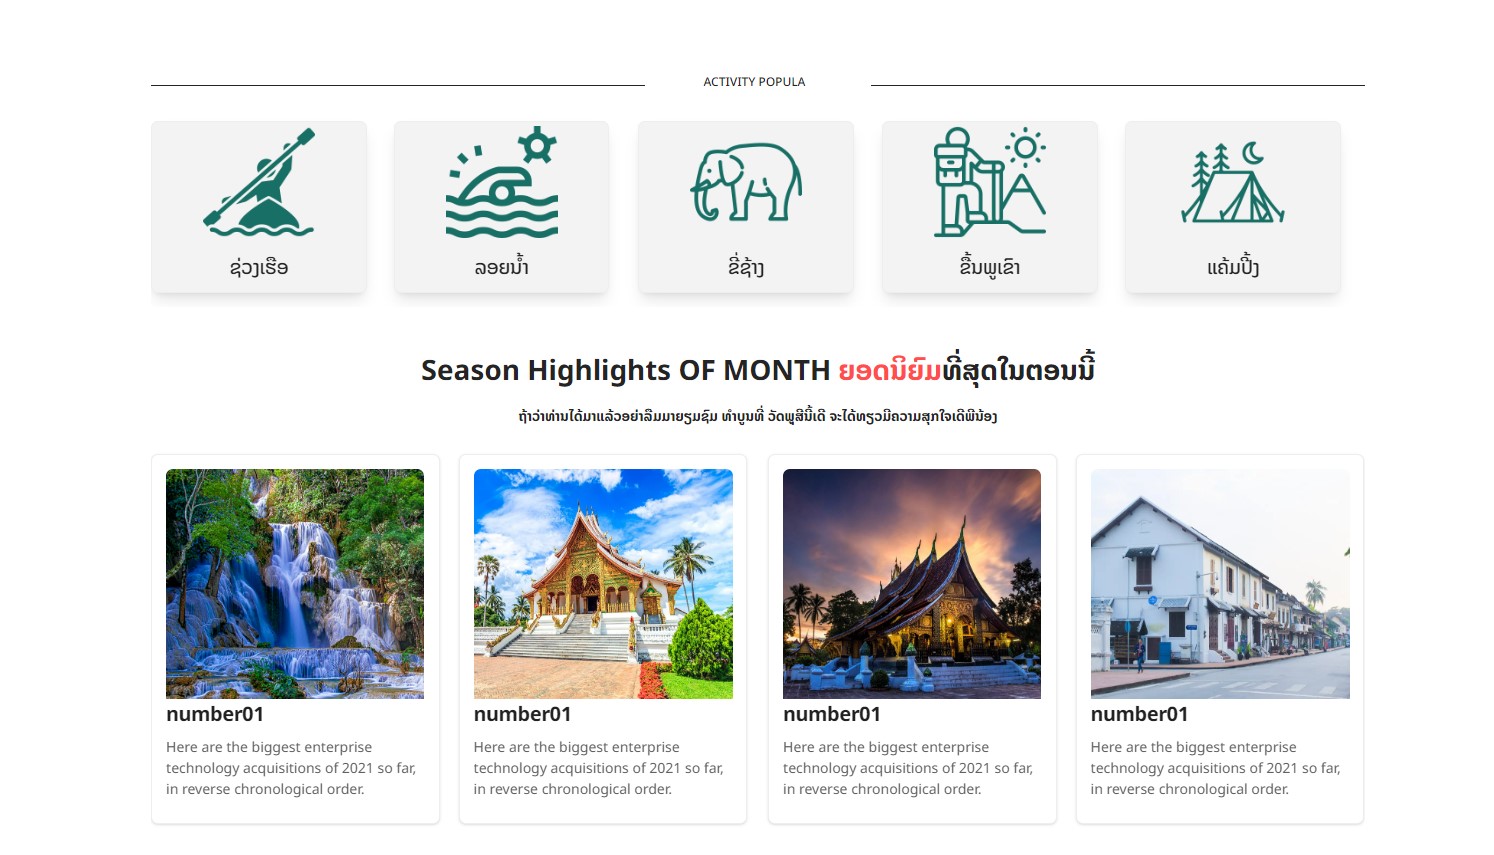 ACTIVITY POPULA
ຊ່ວງເຮືອ
ລອຍນ້ຳ
ຂີ່ຊ້າງ
ຂື້ນພູເຂົາ
ແຄ້ມປີ້ງ
Season Highlights OF MONTH ຍອດນິຍົມທີ່ສຸດໃນຕອນນີ້
ຖ້າວ່າທ່ານໄດ້ມາແລ້ວອຢ່າລືມມາຍຽມຊົມ ທຳບູນທີ່ ວັດພູສີນີ້ເດີ ຈະໄດ້ທຽວມີຄວາມສຸກໃຈເດີພີນ້ອງ
number01
Here are the biggest enterprise
technology acquisitions of 2021 so far,
in reverse chronological order.
number01
Here are the biggest enterprise
technology acquisitions of 2021 so far,
in reverse chronological order.
number01
Here are the biggest enterprise
technology acquisitions of 2021 so far,
in reverse chronological order.
number01
Here are the biggest enterprise
technology acquisitions of 2021 so far,
in reverse chronological order.